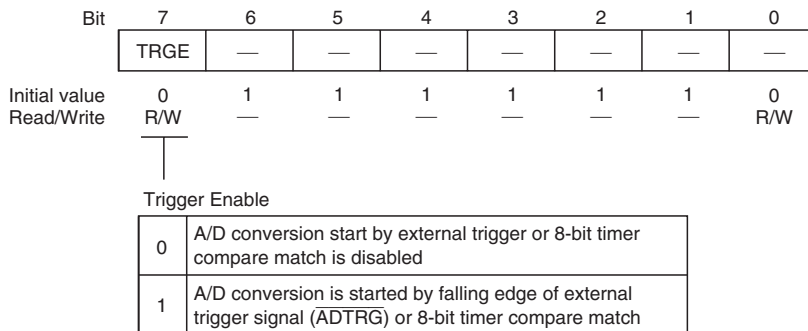 Bit 7 6 5 4 3 2 1 0
TRGE — — — — — — —
Initial value 0 1 1 1 1 1 1 0
Read/Write R/W — — — — — — R/W
Trigger Enable
0 A/D conversion start by external trigger or 8-bit timer
compare match is disabled
1 A/D conversion is started by falling edge of external
trigger signal (ADTRG) or 8-bit timer compare match